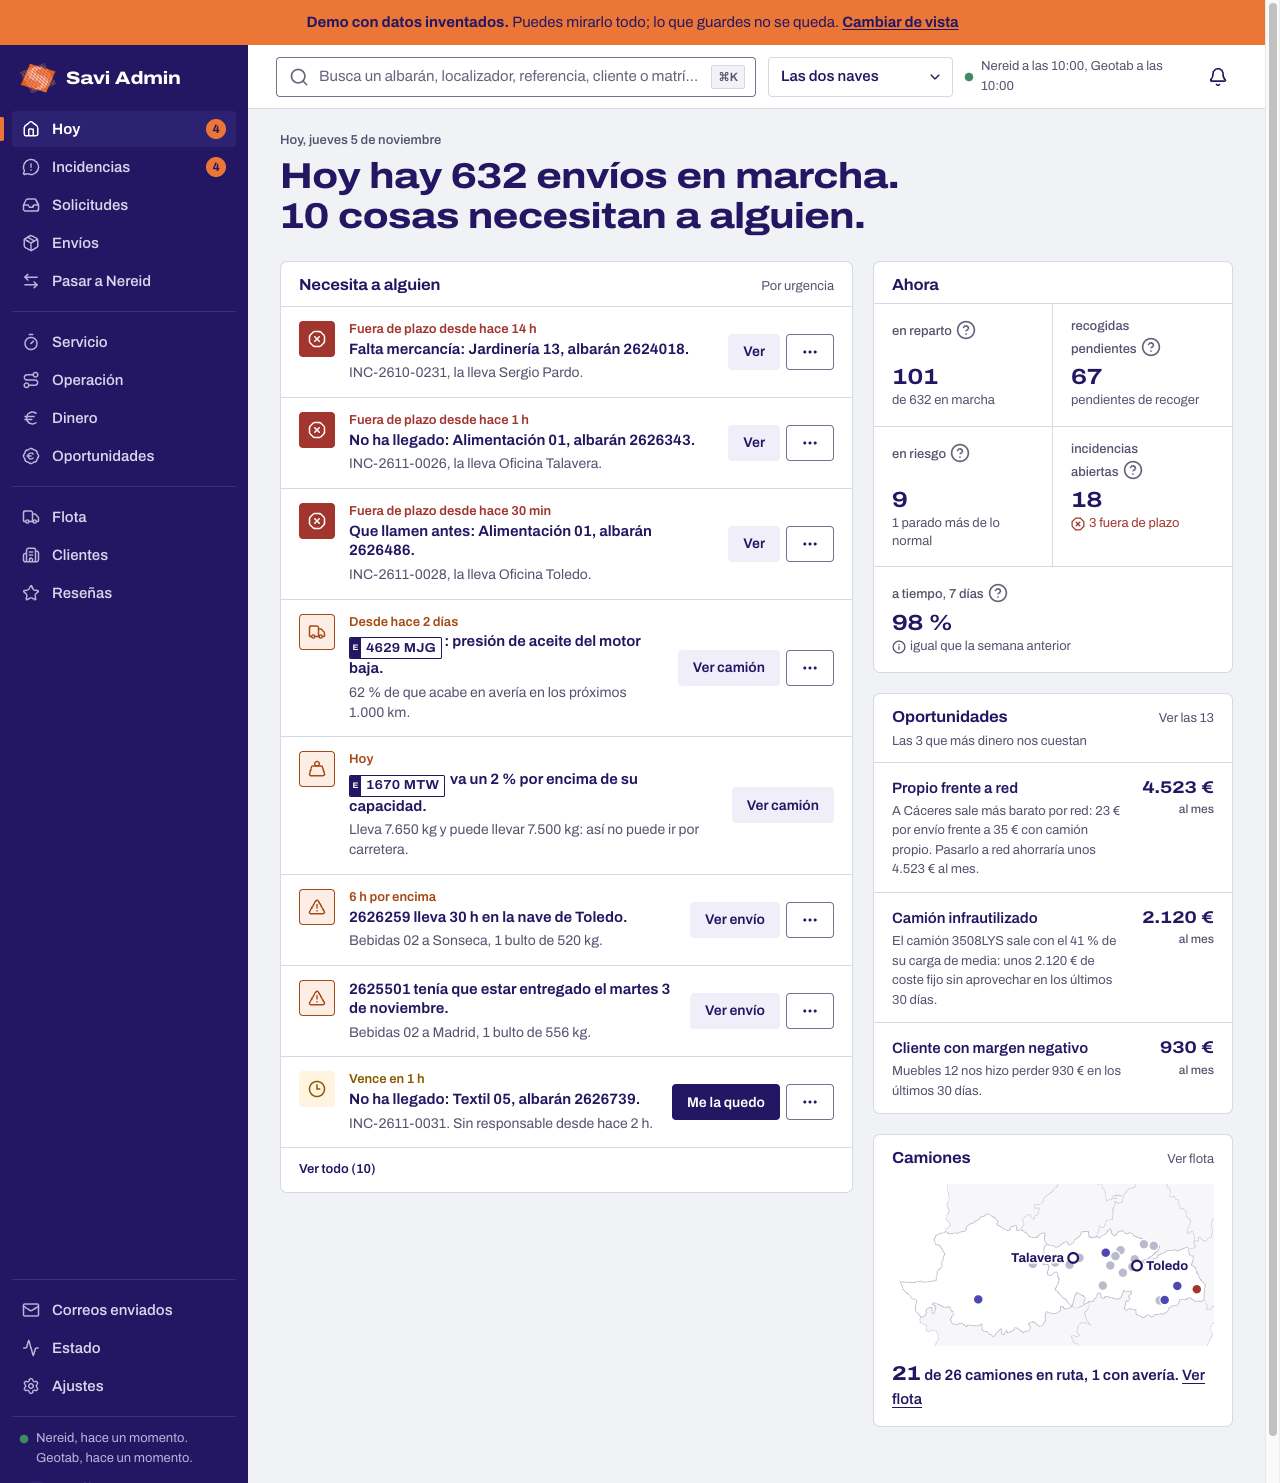 Demo con datos inventados. Puedes mirarlo todo; lo que guardes no se queda. Cambiar de vista
Savi Admin
Hoy 4
Incidencias 4
Solicitudes
Envíos
Pasar a Nereid
Servicio
Operación
Dinero
Oportunidades
Flota
Clientes
Reseñas
Correos enviados
Estado
Ajustes
Nereid, hace un momento.
Geotab, hace un momento.
Busca un albarán, localizador, referencia, cliente o matrí... ⌘K
Las dos naves
Nereid a las 10:00, Geotab a las
10:00
Hoy, jueves 5 de noviembre
Hoy hay 632 envíos en marcha.
10 cosas necesitan a alguien.
Necesita a alguien
Por urgencia
Fuera de plazo desde hace 14 h
Falta mercancía: Jardinería 13, albarán 2624018.
INC-2610-0231, la lleva Sergio Pardo.
Ver
Fuera de plazo desde hace 1 h
No ha llegado: Alimentación 01, albarán 2626343.
INC-2611-0026, la lleva Oficina Talavera.
Ver
Fuera de plazo desde hace 30 min
Que llamen antes: Alimentación 01, albarán
2626486.
INC-2611-0028, la lleva Oficina Toledo.
Ver
Desde hace 2 días
E 4629 MJG : presión de aceite del motor
baja.
62 % de que acabe en avería en los próximos
1.000 km.
Ver camión
Hoy
E 1670 MTW va un 2 % por encima de su
capacidad.
Lleva 7.650 kg y puede llevar 7.500 kg: así no puede ir por
carretera.
Ver camión
6 h por encima
2626259 lleva 30 h en la nave de Toledo.
Bebidas 02 a Sonseca, 1 bulto de 520 kg.
Ver envío
2625501 tenía que estar entregado el martes 3
de noviembre.
Bebidas 02 a Madrid, 1 bulto de 556 kg.
Ver envío
Vence en 1 h
No ha llegado: Textil 05, albarán 2626739.
INC-2611-0031. Sin responsable desde hace 2 h.
Me la quedo
Ver todo (10)
Ahora
en reparto
101
de 632 en marcha
recogidas
pendientes
67
pendientes de recoger
en riesgo
9
1 parado más de lo
normal
incidencias
abiertas
18
3 fuera de plazo
a tiempo, 7 días
98 %
igual que la semana anterior
Oportunidades
Ver las 13
Las 3 que más dinero nos cuestan
Propio frente a red
4.523 €
al mes
A Cáceres sale más barato por red: 23 €
por envío frente a 35 € con camión
propio. Pasarlo a red ahorraría unos
4.523 € al mes.
Camión infrautilizado
2.120 €
al mes
El camión 3508LYS sale con el 41 % de
su carga de media: unos 2.120 € de
coste fijo sin aprovechar en los últimos
30 días.
Cliente con margen negativo
930 €
al mes
Muebles 12 nos hizo perder 930 € en los
últimos 30 días.
Camiones
Ver flota
Talavera
Toledo
21 de 26 camiones en ruta, 1 con avería. Ver
flota